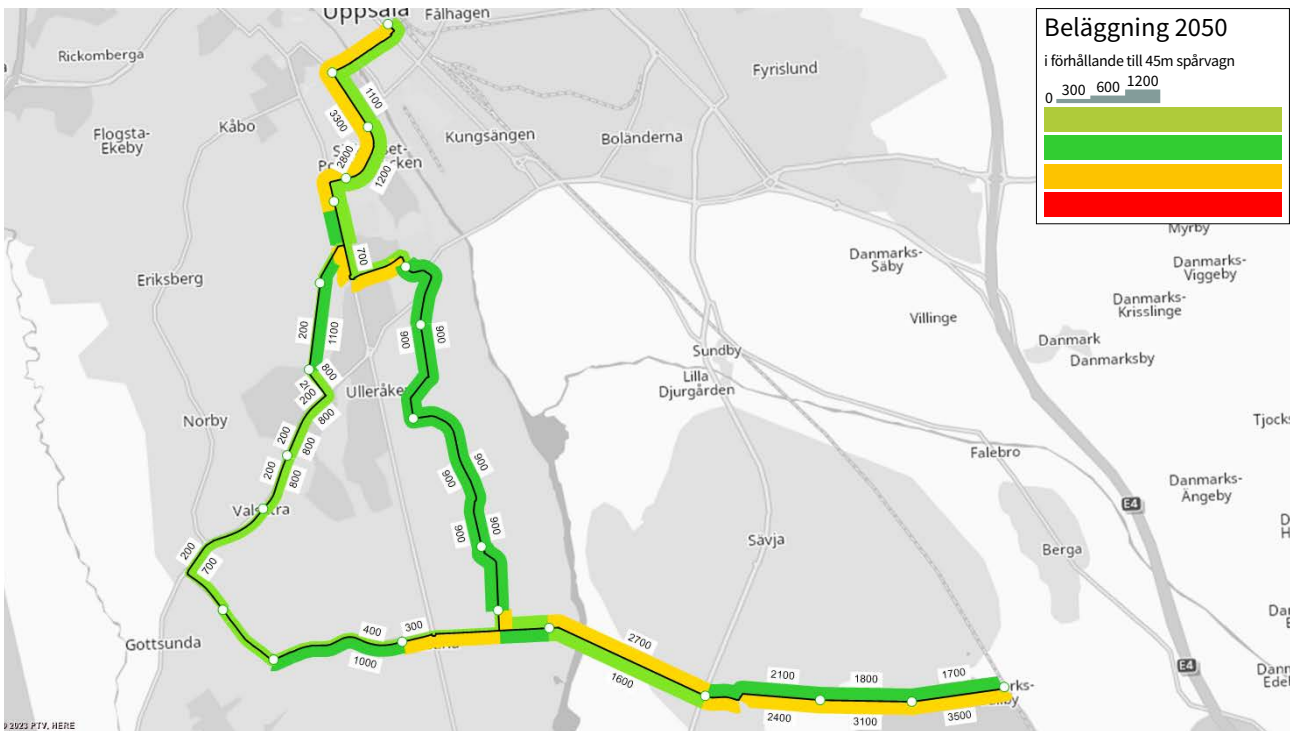 Uppsala
Fålhagen
Rickomberga
Fyrislund
Flogsta-
Ekeby
Kåbo
Kungsängen
Boländerna
1100
3300
2800
1200
700
Eriksberg
Danmarks-
Säby
Villinge
Myrby
Danmarks-
Viggeby
Danmarks-
Krisslinge
Danmark
Danmarksby
Sundby
Lilla
Djurgården
200
1100
900
900
800
200
800
Norby
200
800
200
800
900
900
900
900
Falebro
Danmarks-
Ängeby
E4
Sävja
Berga
200
700
Gottsunda
400
300
1000
2700
1600
2100
1800
1700
2400
3100
3500
E4
© 2023 PTV, HERE
Beläggning 2050
i förhållande till 45m spårvagn
0 300 600 1200